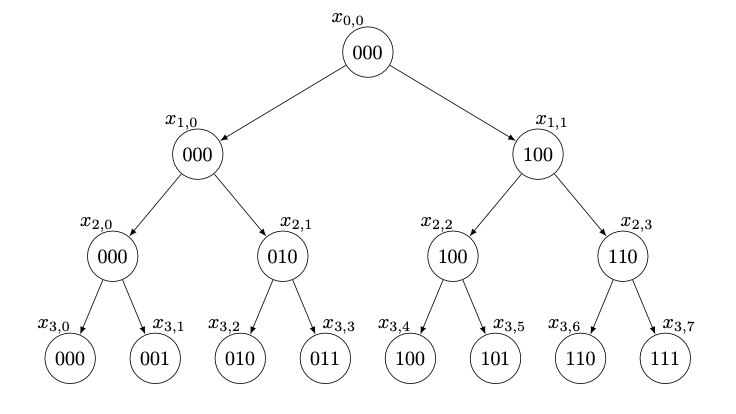 x0,0
000
x1,0 x1,1
000 100
x2,0 x2,1 x2,2 x2,3
000 010 100 110
x3,0 x3,1 x3,2 x3,3 x3,4 x3,5 x3,6 x3,7
000 001 010 011 100 101 110 111